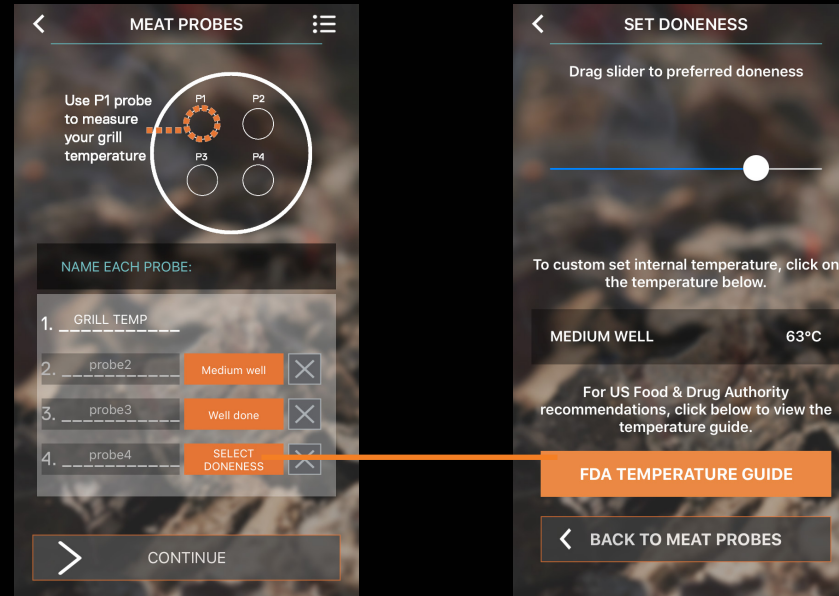 MEAT PROBES
Use P1 probe
to measure
your grill
temperature
P1
P2
P3
P4
NAME EACH PROBE:
1. GRILL TEMP
2. probe2 Medium well
3. probe3 Well done
4. probe4 SELECT
DONENESS
CONTINUE
SET DONENESS
Drag slider to preferred doneness
To custom set internal temperature, click on
the temperature below.
MEDIUM WELL 63ºC
For US Food & Drug Authority
recommendations, click below to view the
temperature guide.
FDA TEMPERATURE GUIDE
BACK TO MEAT PROBES